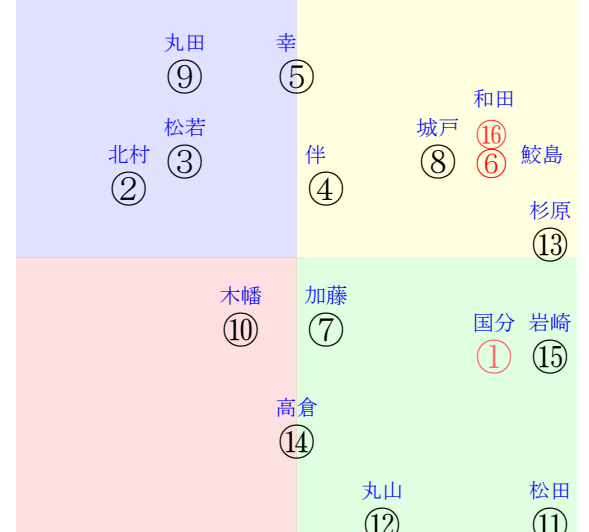 丸田 幸
⑨ ⑤
和田
松若 城戸 ⑯
北村 ③ 伴 ⑧ ⑥ 鮫島
② ④
杉原
⑬
木幡 加藤
⑩ ⑦ 国分 岩崎
① ⑮
高倉
⑭
丸山 松田
⑫ ⑪